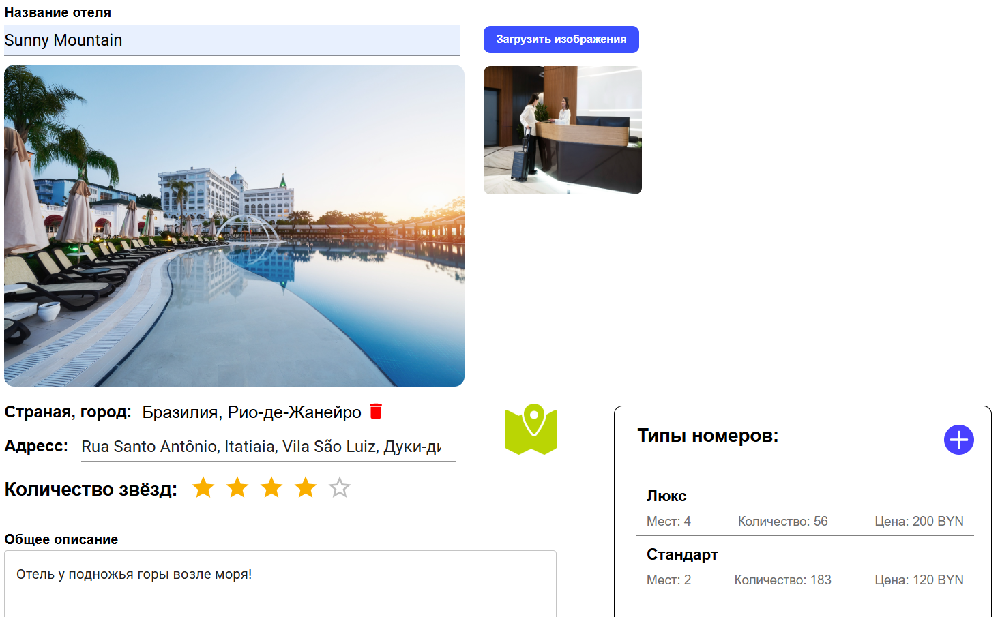 Название отеля
Sunny Mountain
Загрузить изображения
Страная, город: Бразилия, Рио-де-Жанейро
Адресс: Rua Santo Antônio, Itatiaia, Vila São Luiz, Дуки-ди
Количество звёзд:
Общее описание
Отель у подножья горы возле моря!
Типы номеров:
Люкс
Мест: 4 Количество: 56 Цена: 200 BYN
Стандарт
Мест: 2 Количество: 183 Цена: 120 BYN